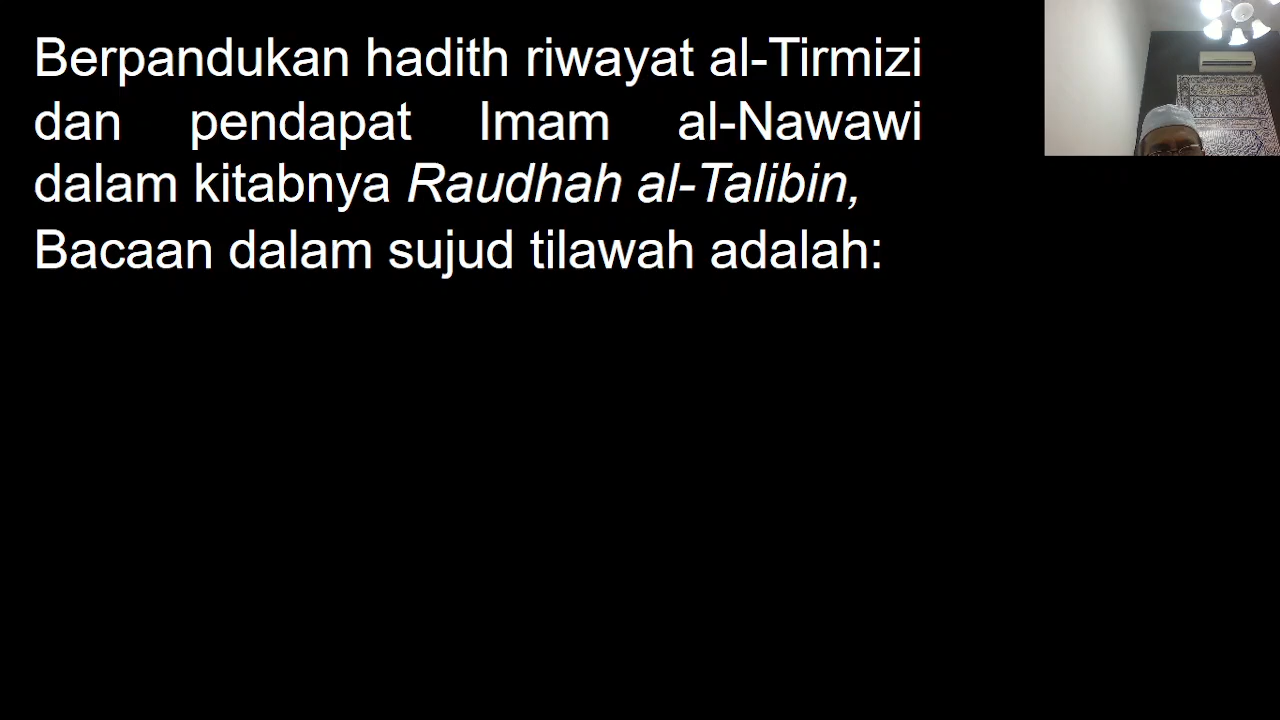 Berpandukan hadith riwayat al-Tirmizi
dan pendapat Imam al-Nawawi
dalam kitabnya Raudhah al-Talibin,
Bacaan dalam sujud tilawah adalah: